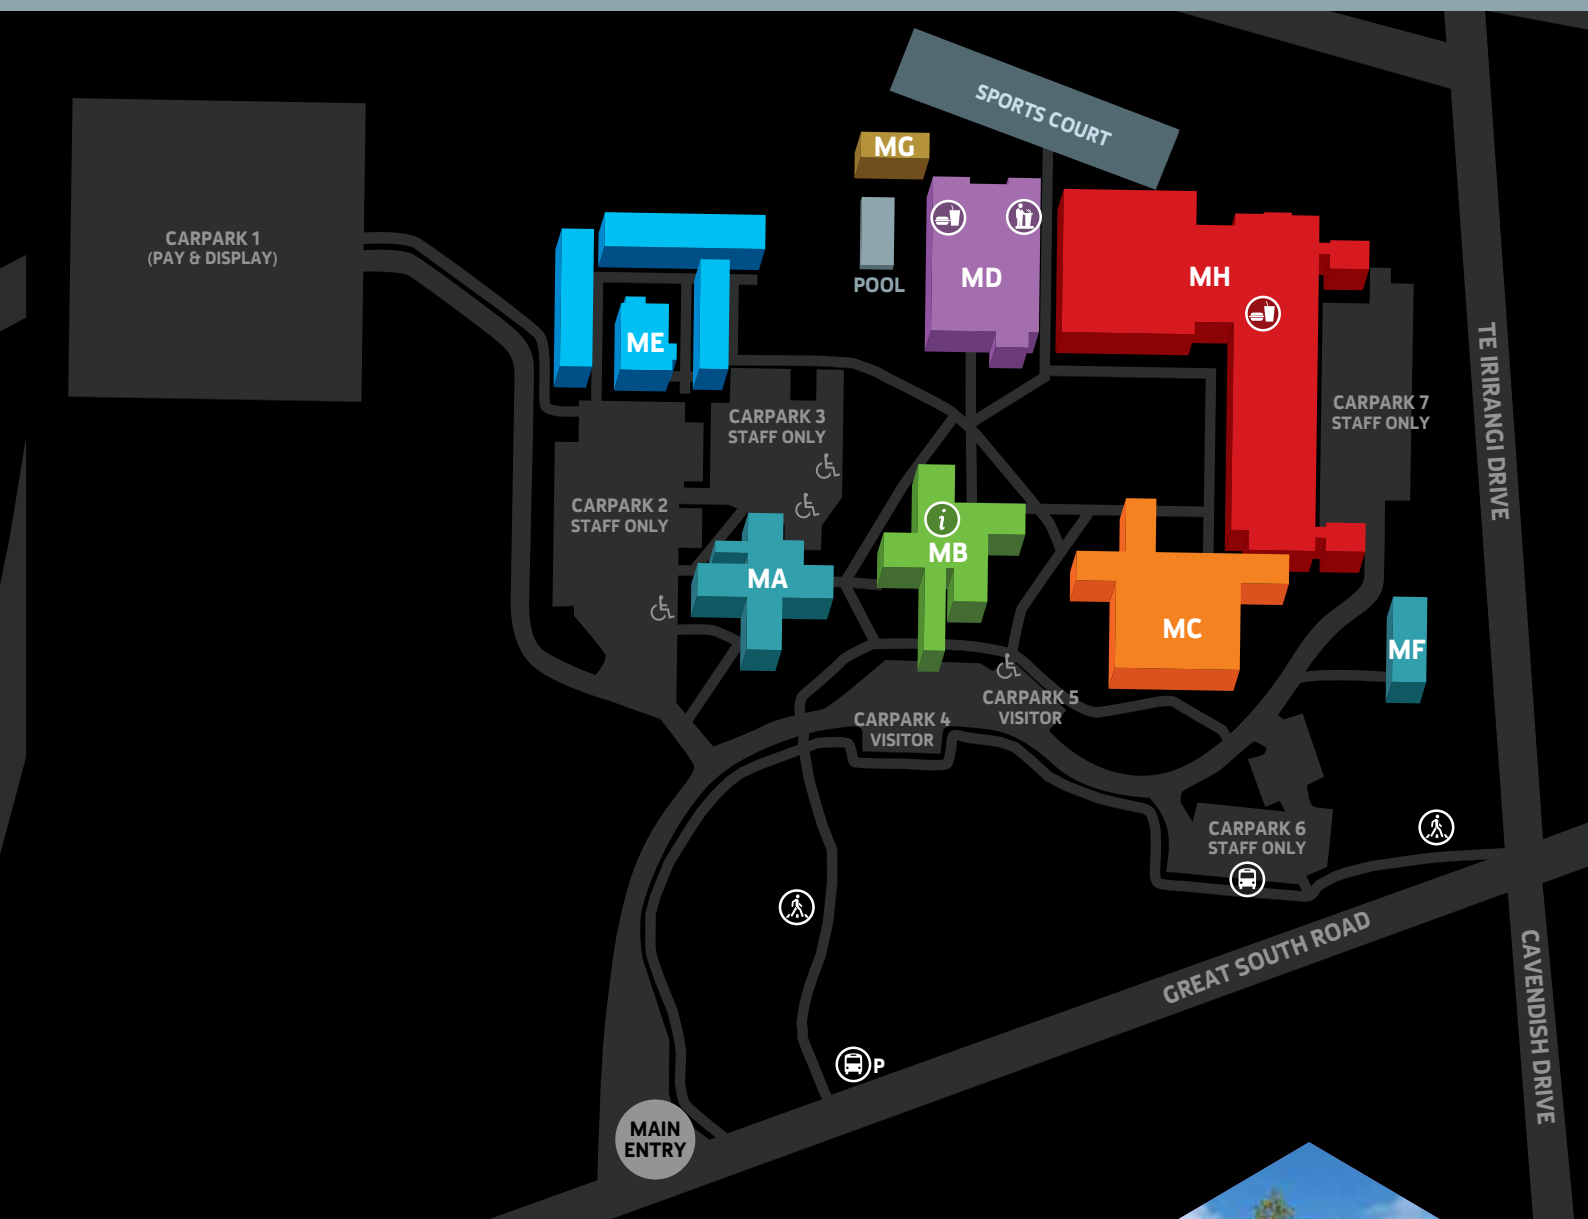 SPORTS COURT
MG
CARPARK 1
(PAY & DISPLAY)
MD
MH
POOL
ME
TE IRIRANGI DRIVE
CARPARK 3
STAFF ONLY
CARPARK 7
STAFF ONLY
CARPARK 2
STAFF ONLY
i
MB
MA
MC
MF
CARPARK 5
VISITOR
CARPARK 4
VISITOR
CARPARK 6
STAFF ONLY
GREAT SOUTH ROAD
CAVENDISH DRIVE
P
MAIN
ENTRY